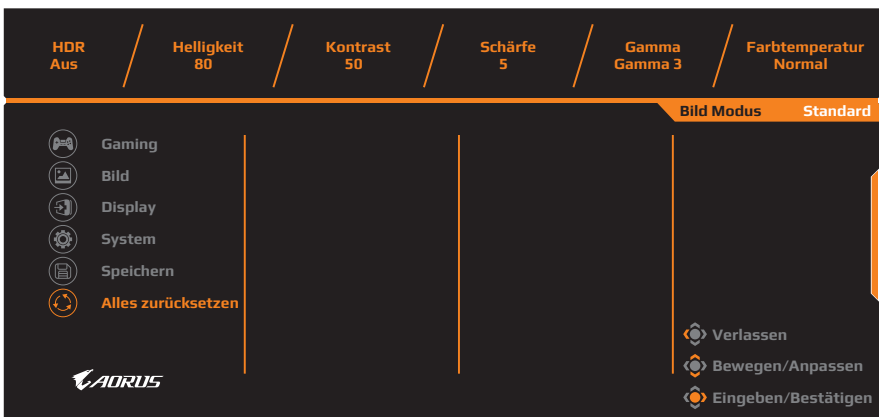 HDR Helligkeit Kontrast Schärfe Gamma Farbtemperatur
Aus 80 50 5 Gamma 3 Normal
Bild Modus Standard
Gaming
Bild
Display
System
Speichern
Alles zurücksetzen
Verlassen
Bewegen/Anpassen
Eingeben/Bestätigen
AORUS